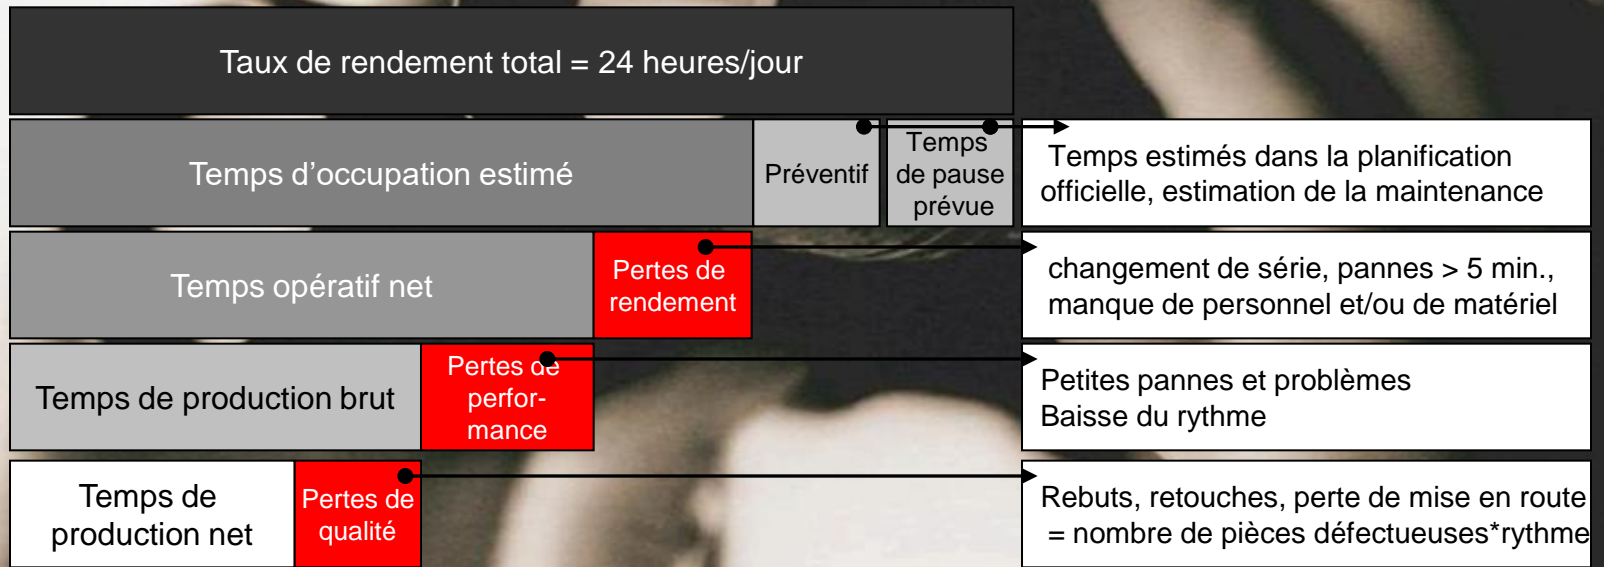 Taux de rendement total = 24 heures/jour
Temps d'occupation estimé
Préventif
Temps
de pause
prévue
Temps estimés dans la planification
officielle, estimation de la maintenance
Temps opératif net
Pertes de
rendement
changement de série, pannes > 5 min.,
manque de personnel et/ou de matériel
Temps de production brut
Pertes de
perfor-
mance
Petites pannes et problèmes
Baisse du rythme
Temps de
production net
Pertes de
qualité
Rebuts, retouches, perte de mise en route
= nombre de pièces défectueuses*rythme